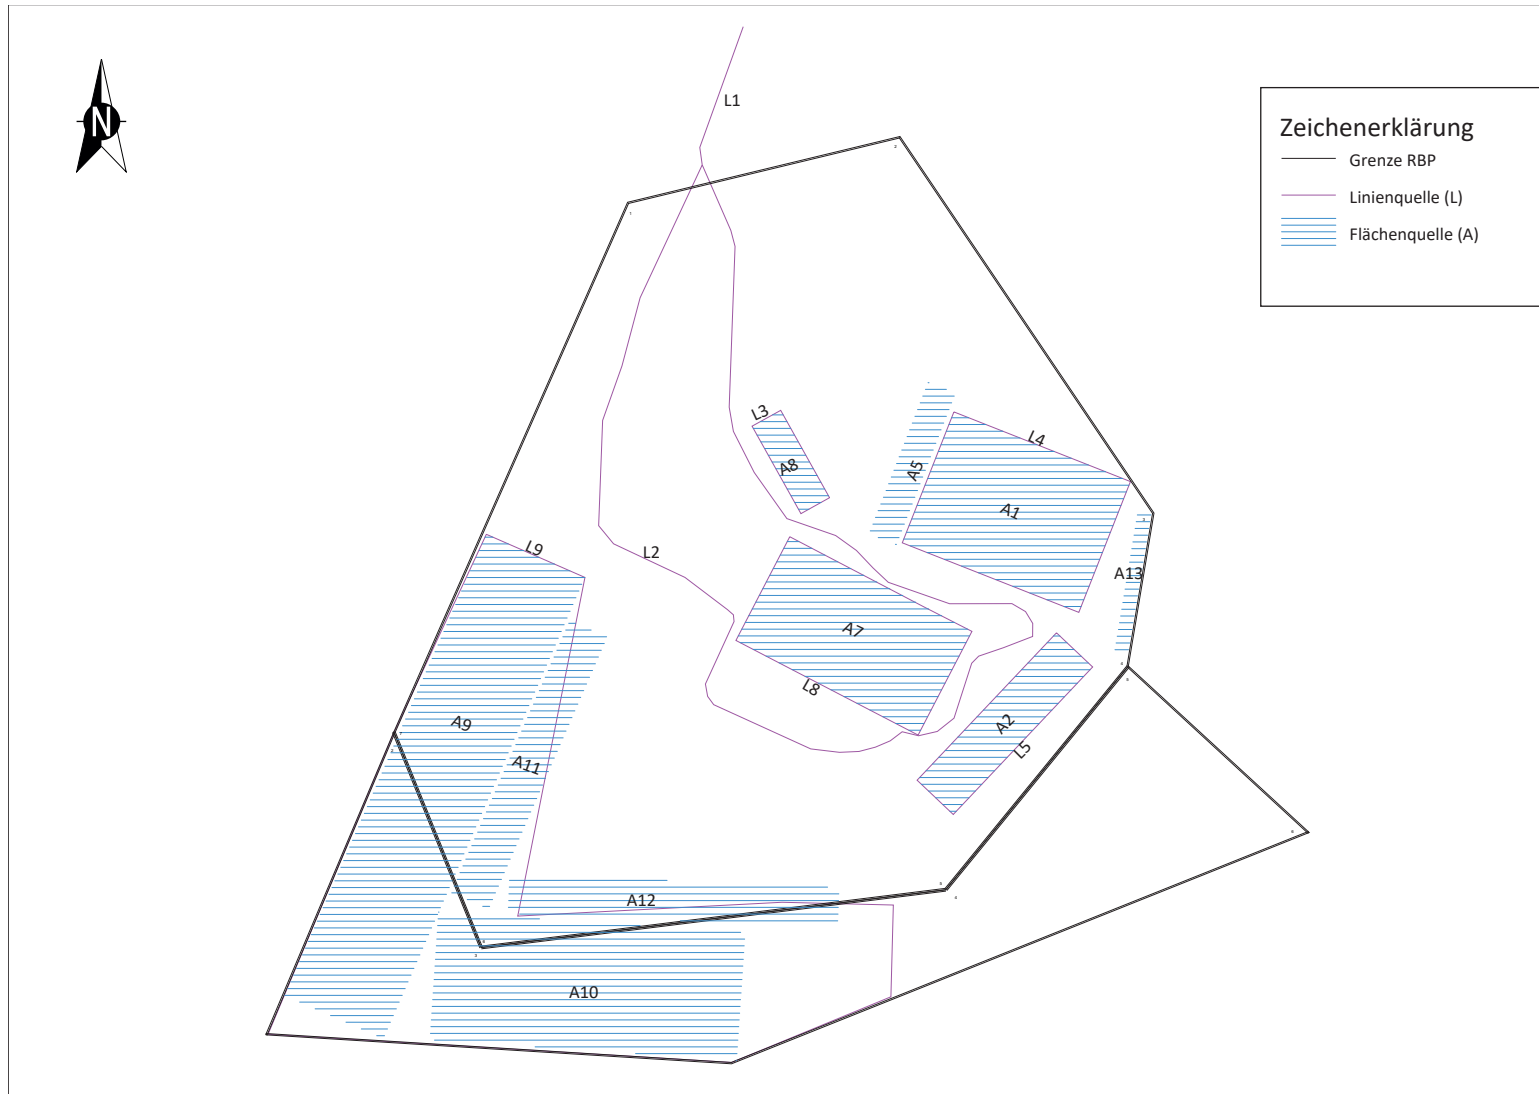 L1
N
Zeichenerklärung
Grenze RBP
Linienquelle (L)
Flächenquelle (A)
L3
L4
A8
A5
A1
L9
L2
A13
A7
L8
A9
A2
L5
A11
A12
A10